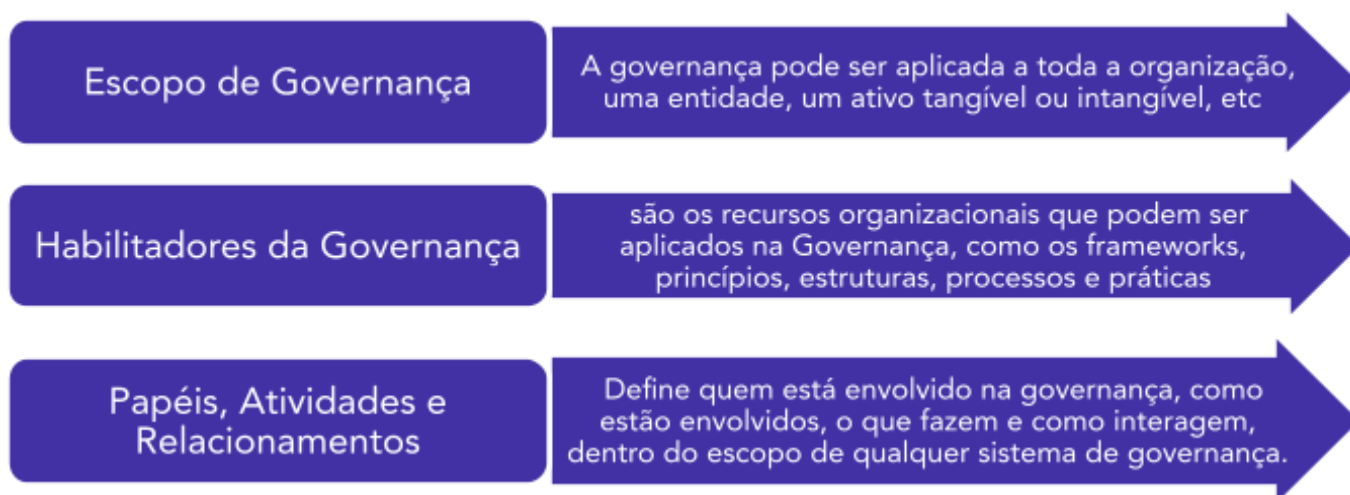 Escopo de Governança
A governança pode ser aplicada a toda a organização,
uma entidade, um ativo tangível ou intangível, etc
Habilitadores da Governança
são os recursos organizacionais que podem ser
aplicados na Governança, como os frameworks,
princípios, estruturas, processos e práticas
Papéis, Atividades e
Relacionamentos
Define quem está envolvido na governança, como
estão envolvidos, o que fazem e como interagem,
dentro do escopo de qualquer sistema de governança.